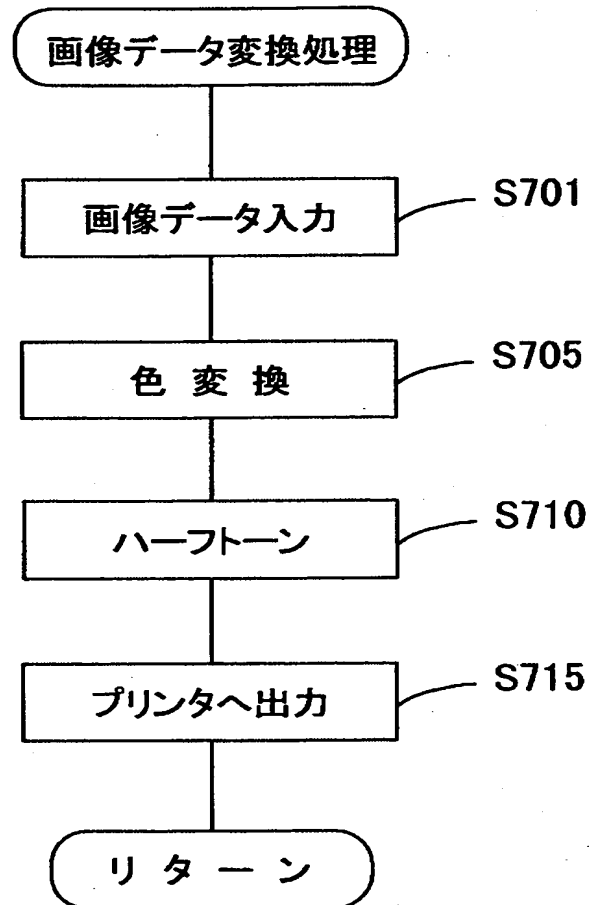 画像データ変換処理
画像データ入力
S701
色変換
S705
ハーフトーン
S710
プリンタへ出力
S715
リターン